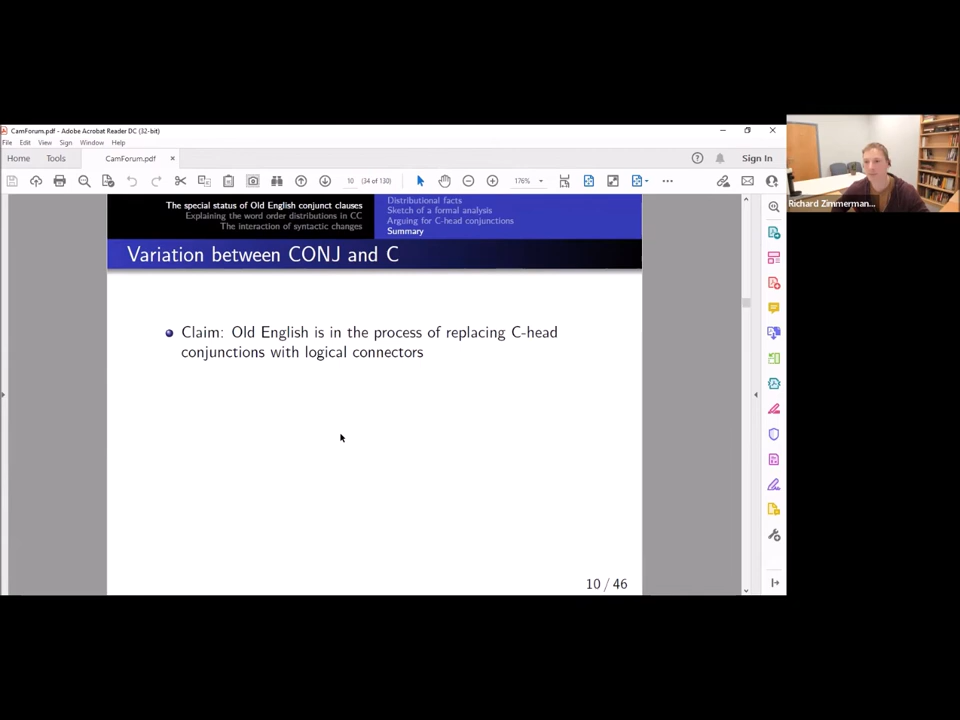 CamForum.pdf - Adobe Acrobat Reader DC (32-bit)
File Edit View Sign Window Help
Home Tools CamForum.pdf × Sign In
10 (34 of 130) 176%
The special status of Old English conjunct clauses
Explaining the word order distributions in CC
The interaction of syntactic changes
Distributional facts
Sketch of a formal analysis
Arguing for C-head conjunctions
Summary
Variation between CONJ and C
Claim: Old English is in the process of replacing C-head
conjunctions with logical connectors
10 / 46
Richard Zimmerman...